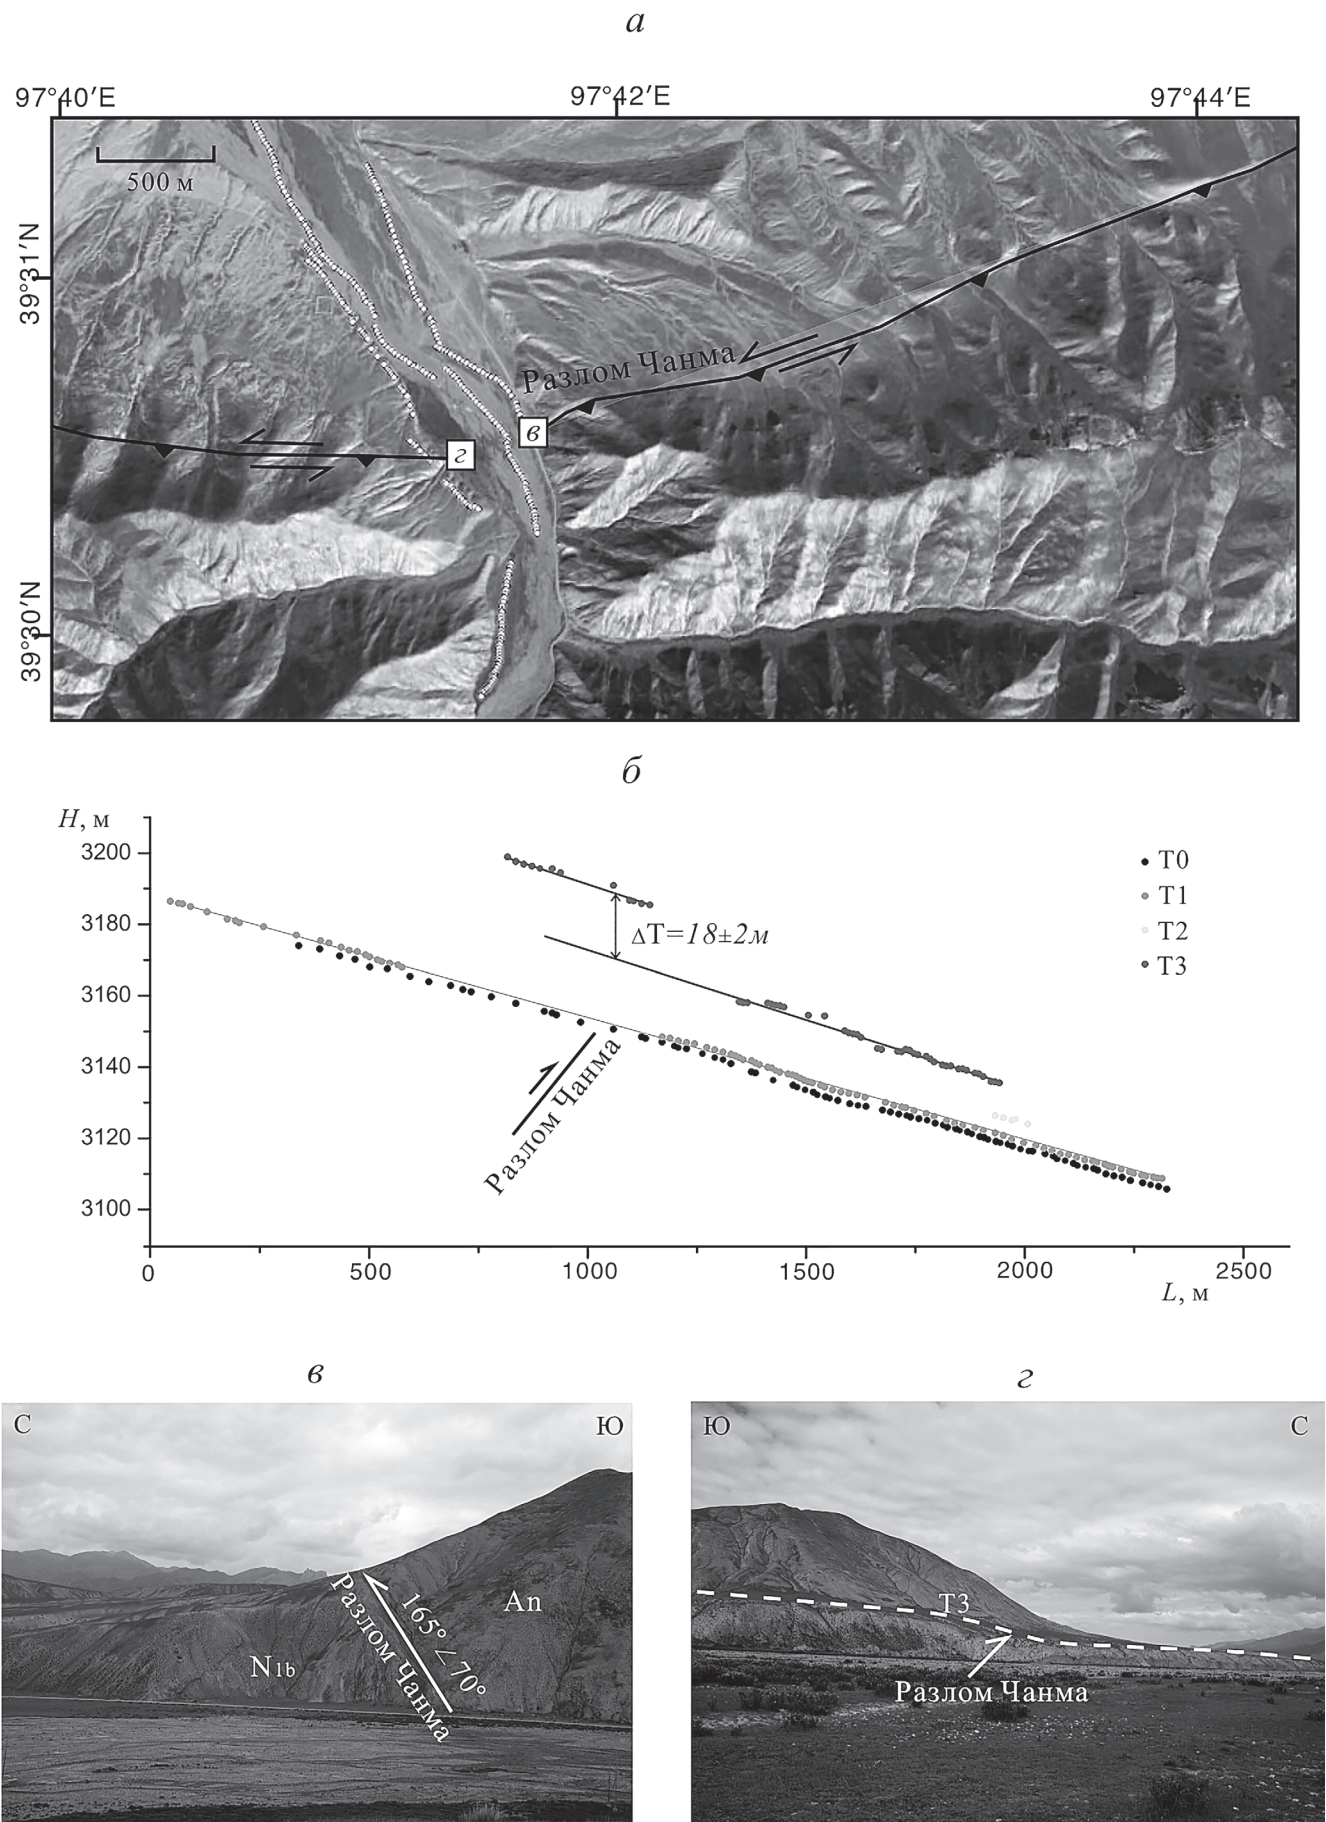 а
97°40′E 97°42′E 97°44′E
500 м
39°31′N
Разлом Чанма
в
г
39°30′N
б
H, м
3200
3180
3160
3140
3120
3100
T0
T1
T2
T3
ΔT=18±2м
Разлом Чанма
0 500 1000 1500 2000 2500
L, м
в
г
С Ю
An
N1b
165°∠70°
Разлом Чанма
Ю С
T3
Разлом Чанма